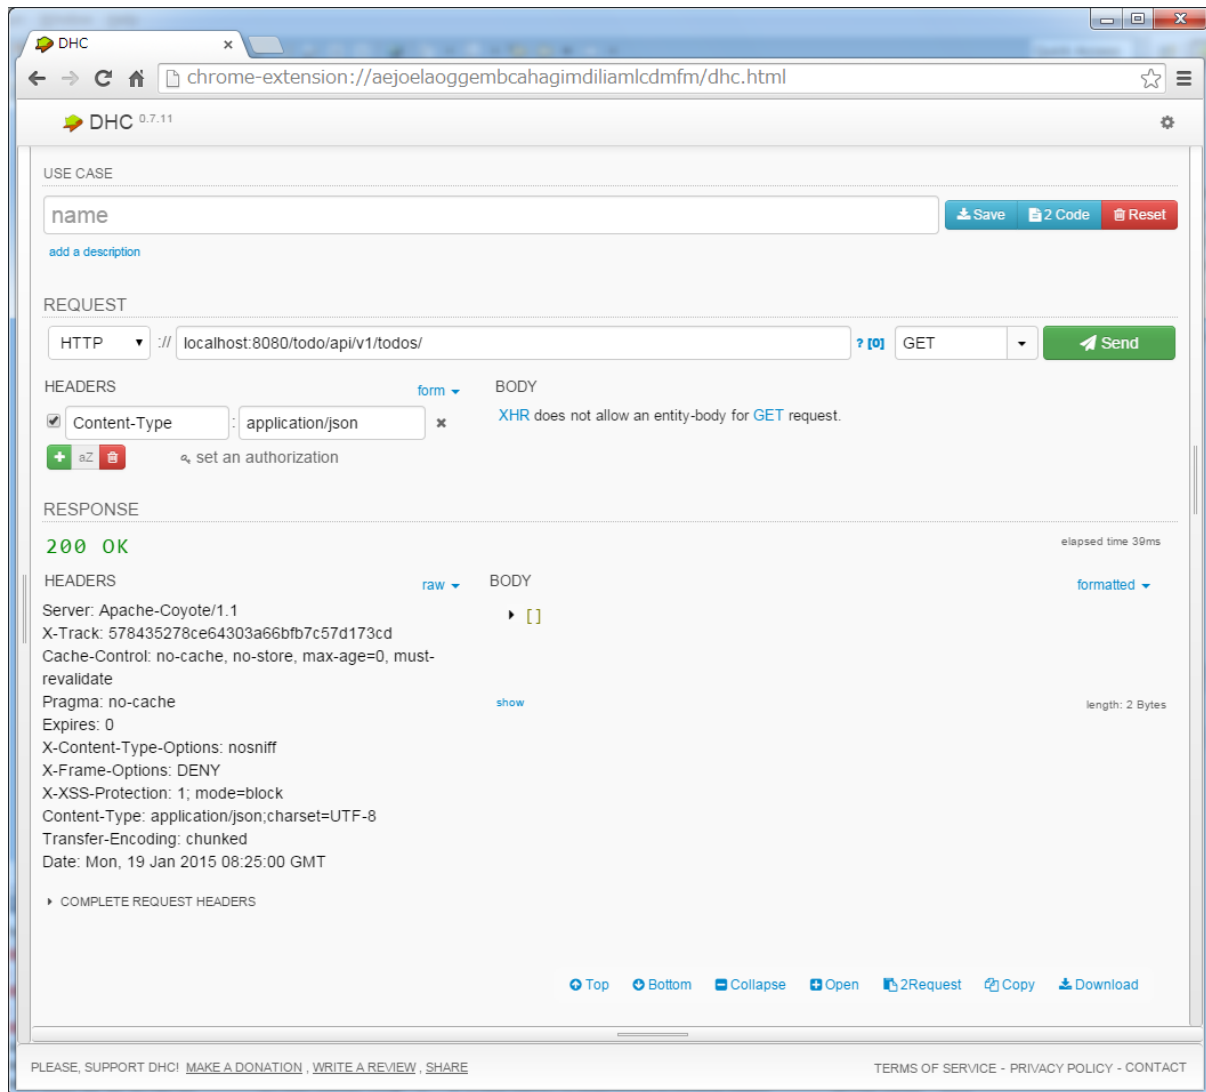 DHC
chrome-extension://aejoelaoggembcahagimdiliamlcdmfm/dhc.html
DHC 0.7.11
USE CASE
name
Save 2 Code Reset
add a description
REQUEST
HTTP :// localhost:8080/todo/api/v1/todos/ ? [0] GET Send
HEADERS form BODY
Content-Type : application/json XHR does not allow an entity-body for GET request.
aZ set an authorization
RESPONSE
200 OK elapsed time 39ms
HEADERS raw BODY formatted
Server: Apache-Coyote/1.1 []
X-Track: 578435278ce64303a66bfb7c57d173cd
Cache-Control: no-cache, no-store, max-age=0, must-
revalidate
Pragma: no-cache show length: 2 Bytes
Expires: 0
X-Content-Type-Options: nosniff
X-Frame-Options: DENY
X-XSS-Protection: 1; mode=block
Content-Type: application/json;charset=UTF-8
Transfer-Encoding: chunked
Date: Mon, 19 Jan 2015 08:25:00 GMT
COMPLETE REQUEST HEADERS
Top Bottom Collapse Open 2Request Copy Download
PLEASE, SUPPORT DHC! MAKE A DONATION , WRITE A REVIEW , SHARE TERMS OF SERVICE - PRIVACY POLICY - CONTACT